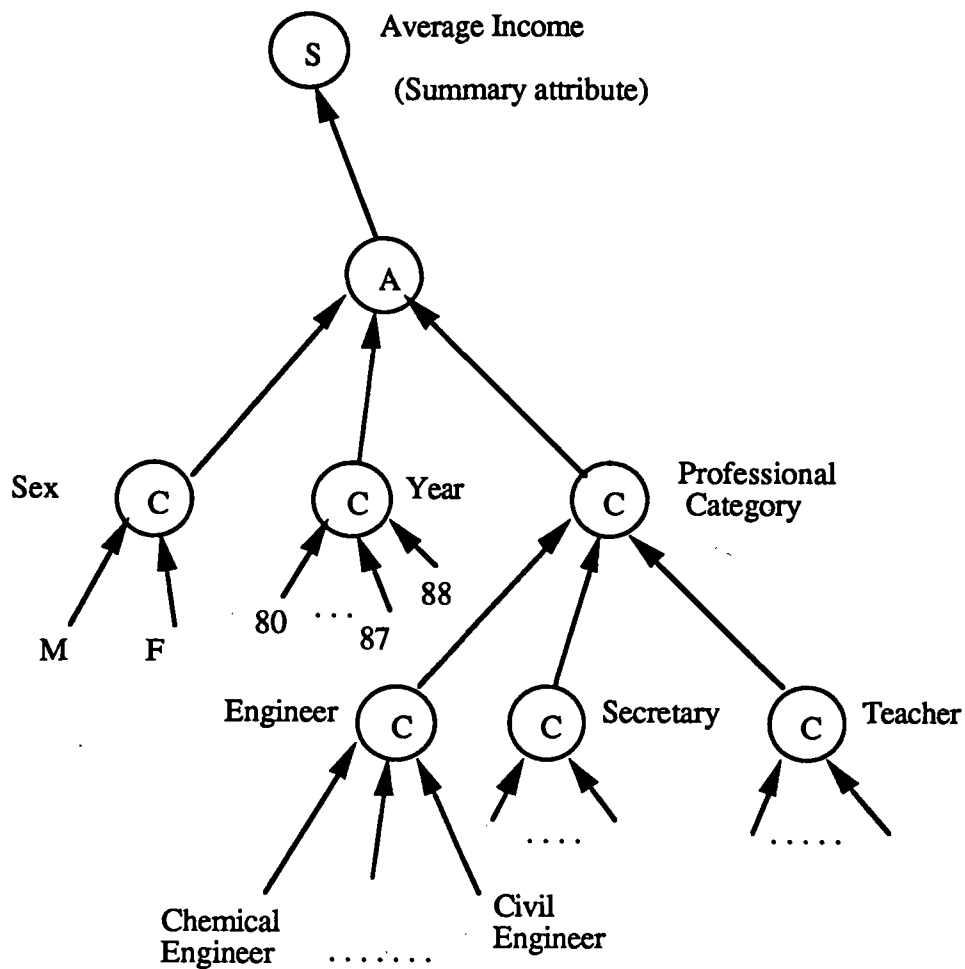 S
Average Income
(Summary attribute)
A
Sex
C
C
Year
C
Professional
Category
M
F
80
. . .
87
88
Engineer
C
C
Secretary
C
Teacher
. . . .
. . . . .
Chemical
Engineer
. . . . . . .
Civil
Engineer